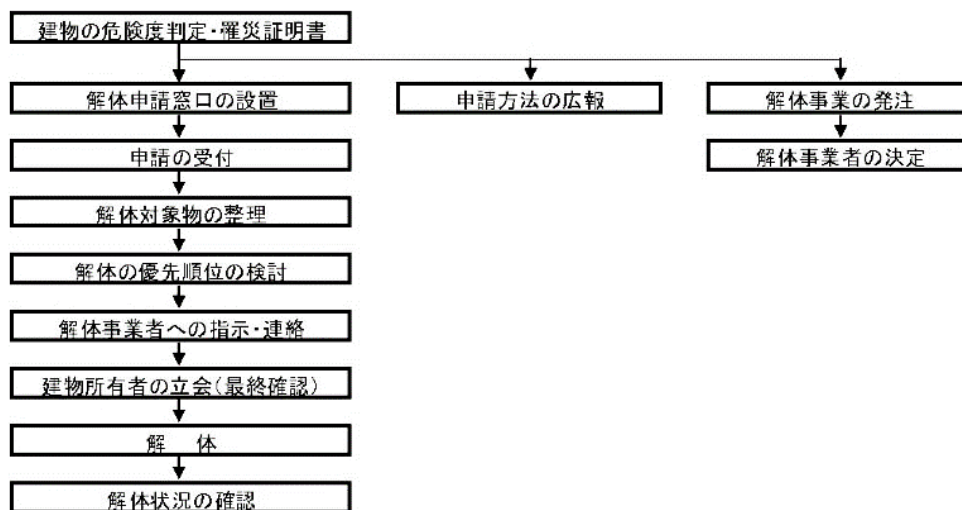 建物の危険度判定・罹災証明書
解体申請窓口の設置
申請方法の広報
解体事業の発注
申請の受付
解体事業者の決定
解体対象物の整理
解体の優先順位の検討
解体事業者への指示・連絡
建物所有者の立会(最終確認)
解　体
解体状況の確認